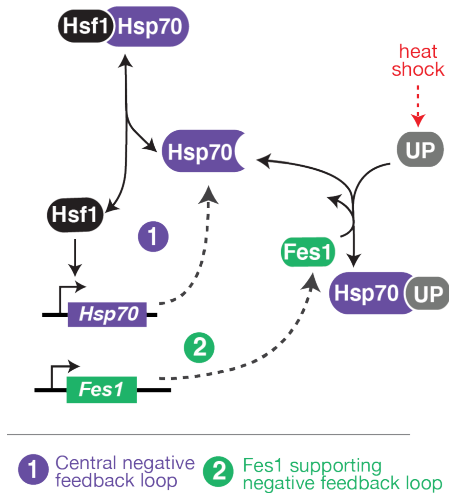 Hsf1 Hsp70
heat
shock
UP
Hsp70
Hsf1
1
Fes1
Hsp70 UP
Hsp70
2
Fes1
1 Central negative
feedback loop
2 Fes1 supporting
negative feedback loop